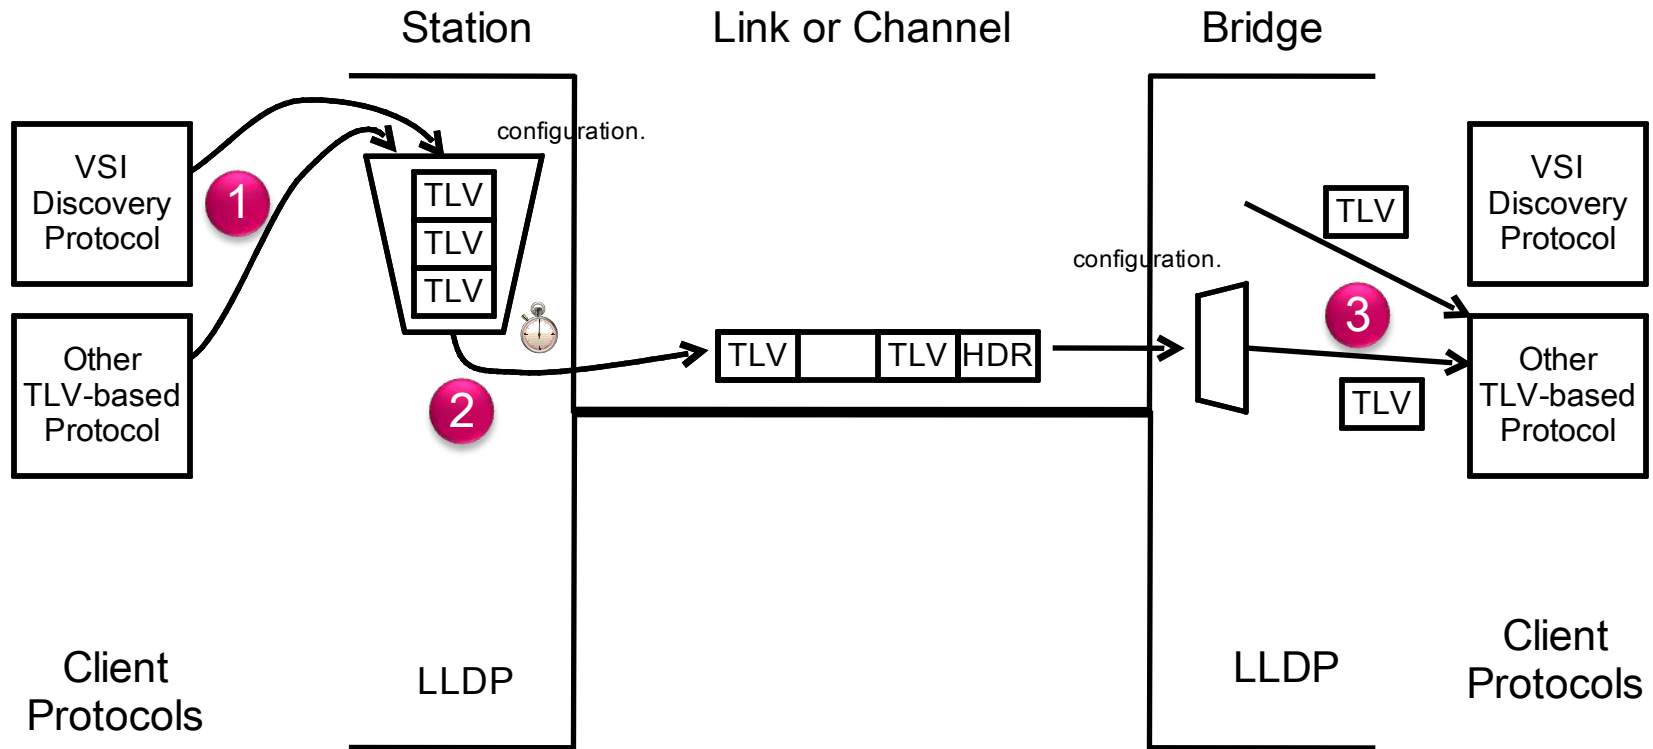 Station
Link or Channel
Bridge
configuration.
VSI
Discovery
Protocol
1
TLV
TLV
TLV
Other
TLV-based
Protocol
2
TLV
TLV
HDR
configuration.
TLV
3
TLV
VSI
Discovery
Protocol
Other
TLV-based
Protocol
Client
Protocols
LLDP
LLDP
Client
Protocols